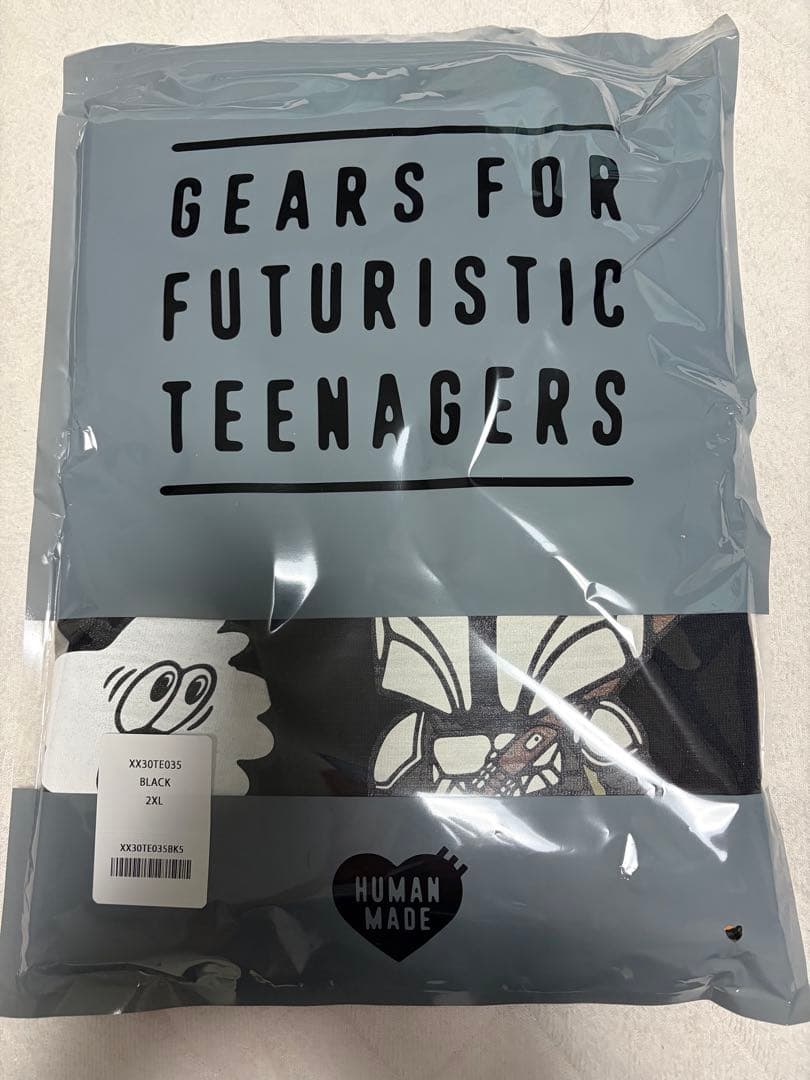 GEARS FOR
FUTURISTIC
TEENAGERS
XX30TE035
BLACK
2XL
XX30TE035BK5
HUMAN
MADE